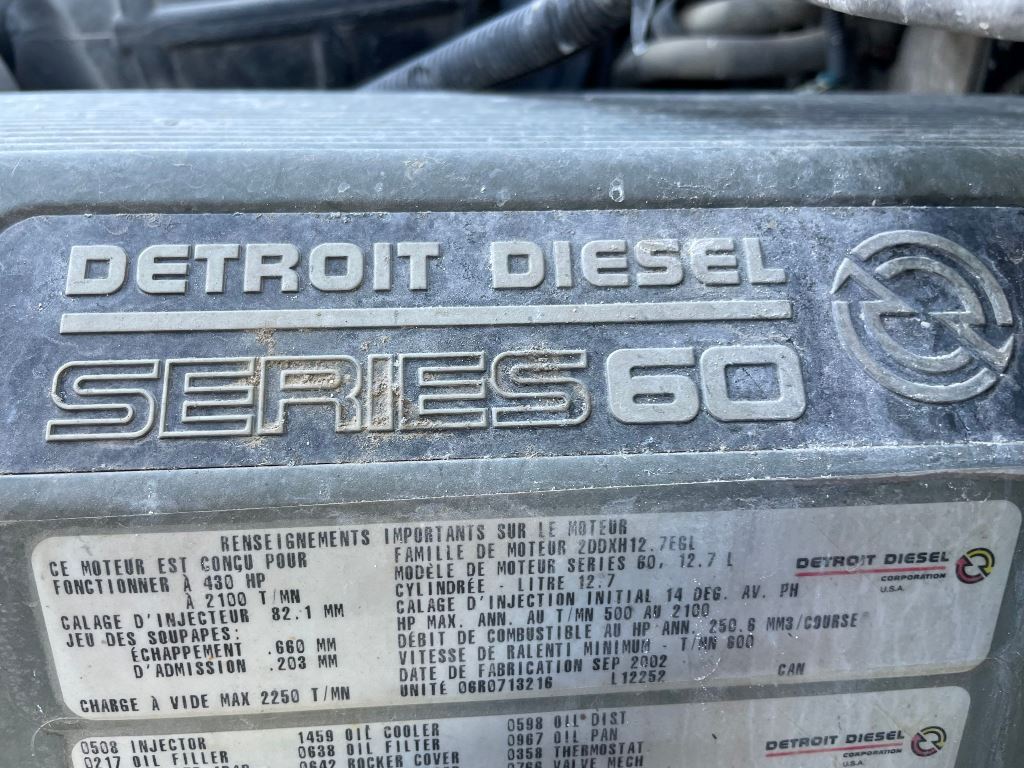 DETROIT DIESEL
SERIES 60
RENSEIGNEMENTS IMPORTANTS SUR LE MOTEUR
CE MOTEUR EST CONÇU POUR
FONCTIONNER À 430 HP
À 2100 T/MN
CALAGE D'INJECTEUR 82.1 MM
JEU DES SOUPAPES:
ÉCHAPPEMENT .660 MM
D'ADMISSION .203 MM
CHARGE À VIDE MAX 2250 T/MN
FAMILLE DE MOTEUR 2DDXH12.7EGL
MODÈLE DE MOTEUR SERIES 60, 12.7 L
CYLINDRÉE - LITRE 12.7
CALAGE D'INJECTION INITIAL 14 DEG. AV. PH
HP MAX. ANN. AU T/MN 500 AU 2100
DÉBIT DE COMBUSTIBLE AU HP ANN. 250.6 MM3/COURSE
VITESSE DE RALENTI MINIMUM - T/MN 600
DATE DE FABRICATION SEP 2002 CAN
UNITÉ 06R0713216 L12252
DETROIT DIESEL
CORPORATION
U.S.A.
0508 INJECTOR
0217 OIL FILLER
1459 OIL COOLER
0638 OIL FILTER
0642 ROCKER COVER
0598 OIL DIST
0967 OIL PAN
0358 THERMOSTAT
0766 VALVE MECH
DETROIT DIESEL
CORPORATION
U.S.A.